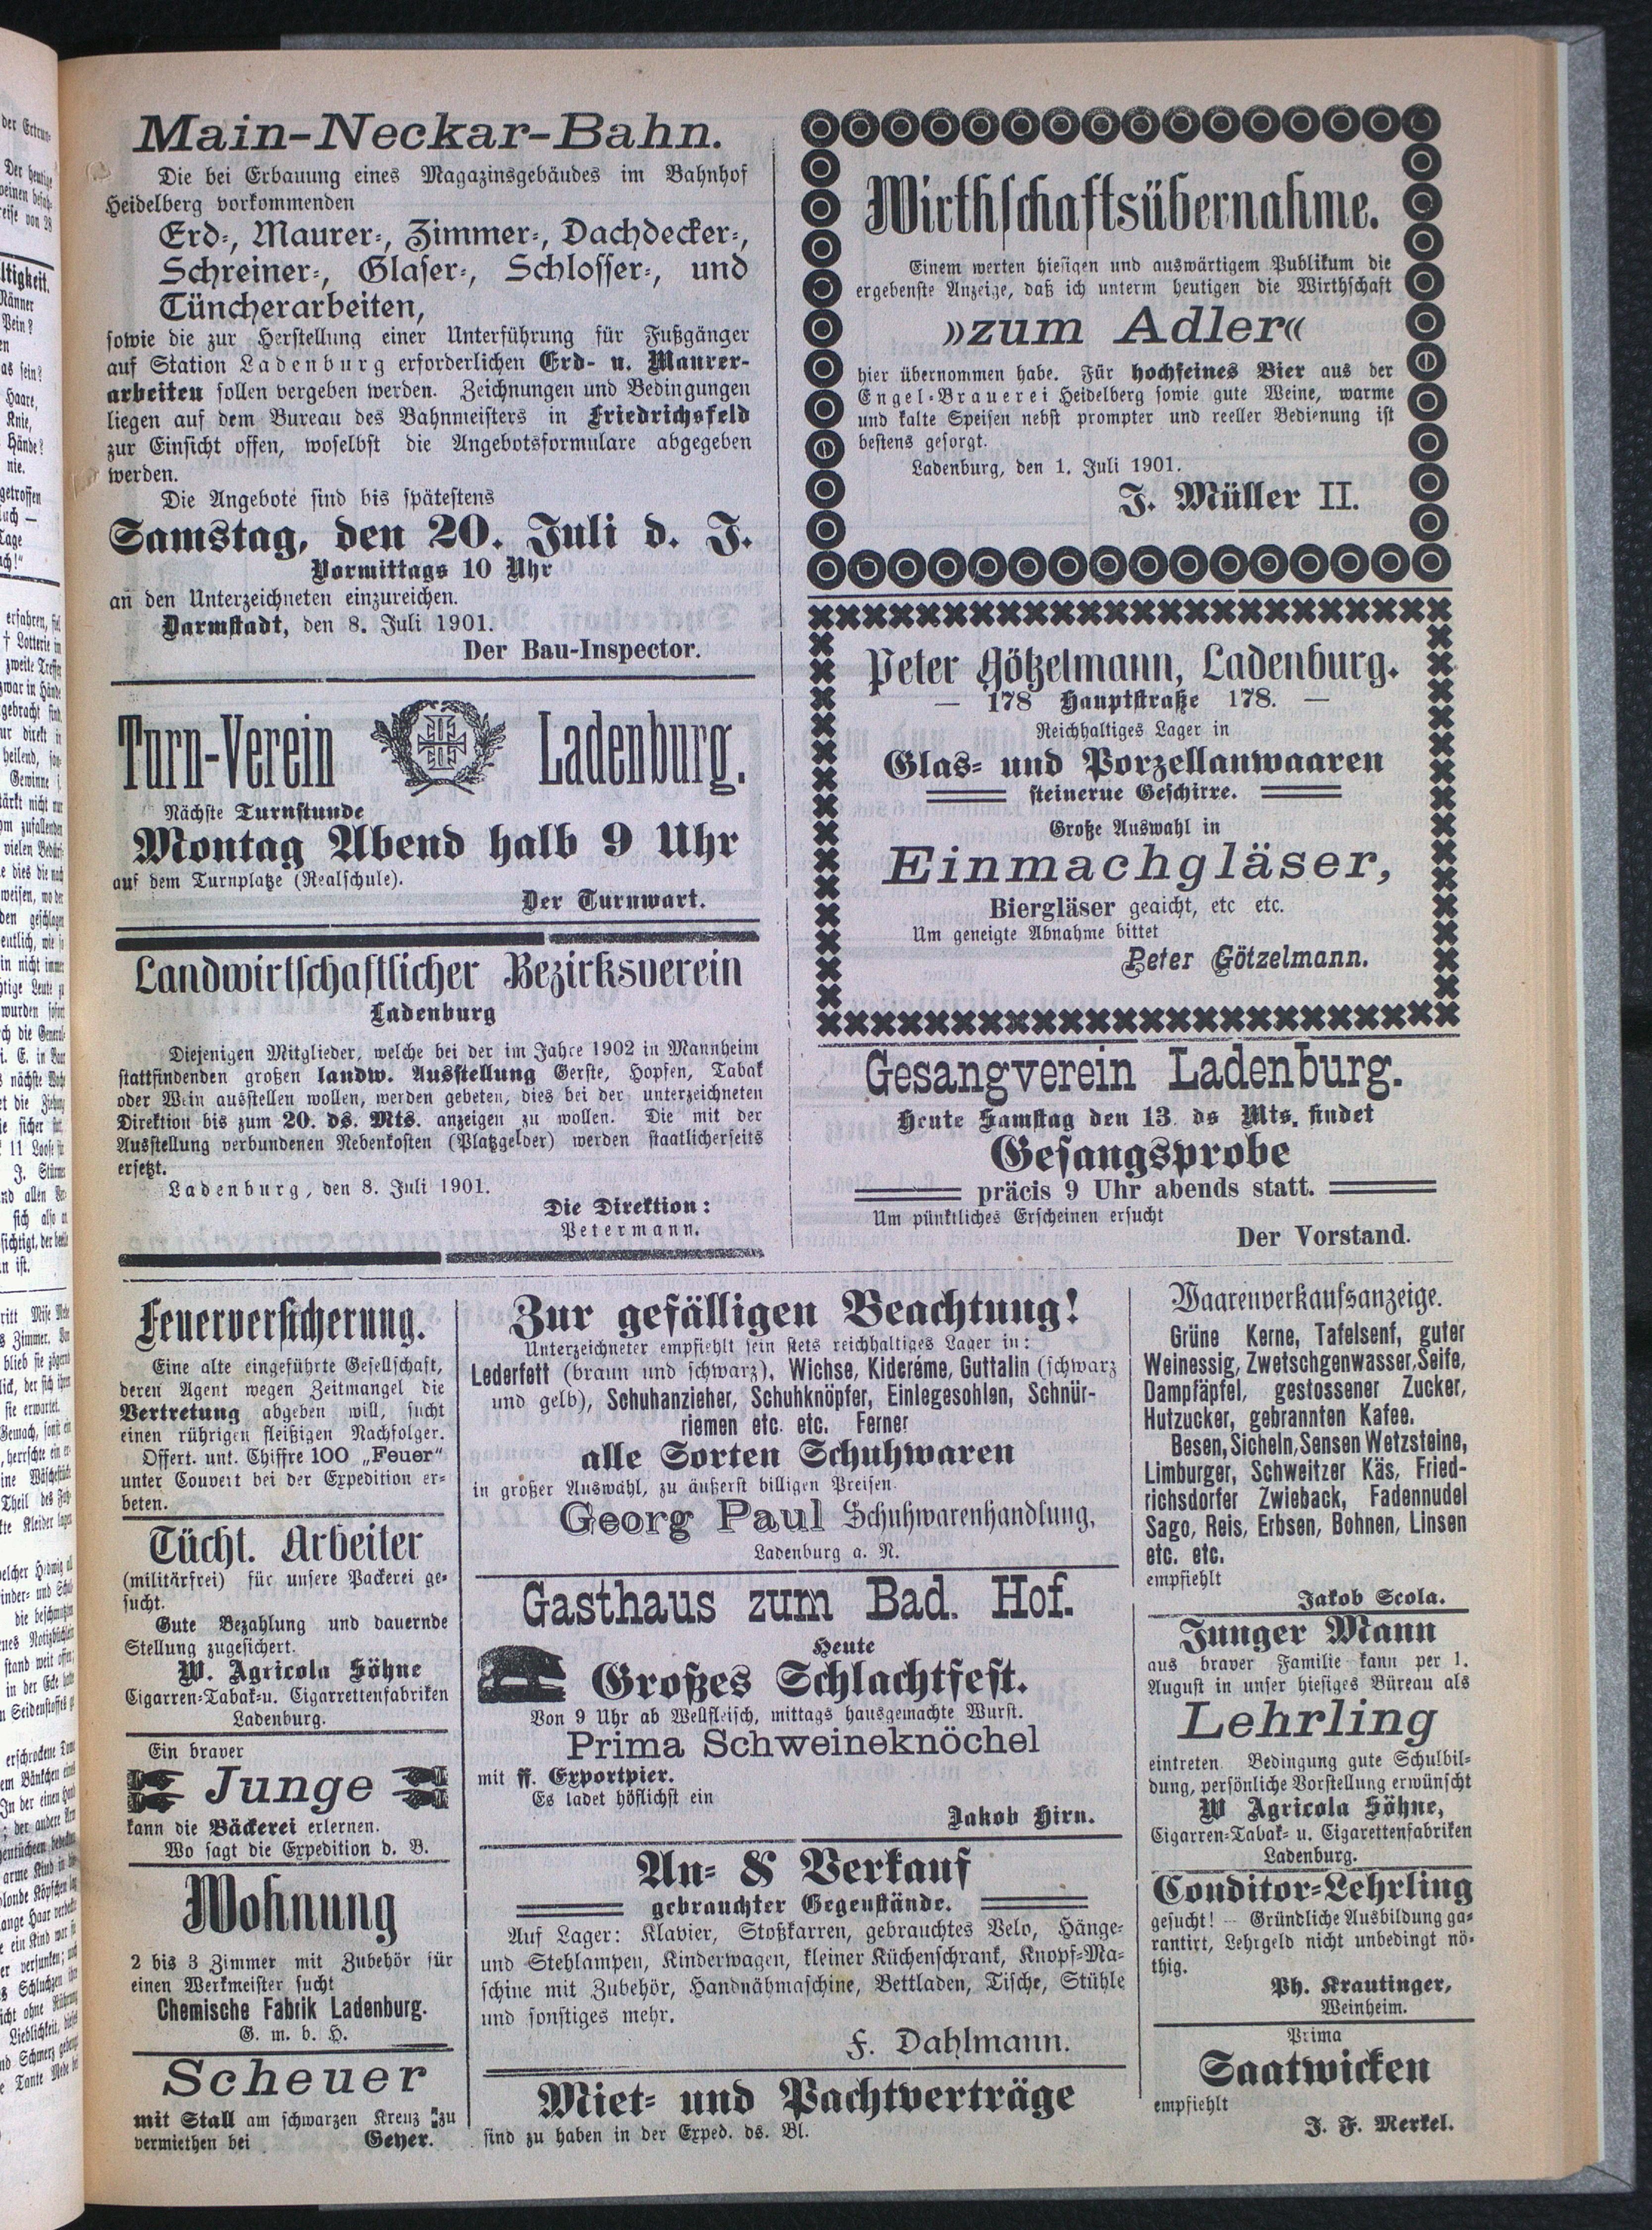 Main-Neckar-Bahn.
Die bei Erbauung eines Magazinsgebäudes im Bahnhof
Heidelberg vorkommenden
Erd-, Maurer-, Zimmer-, Dachdecker-,
Schreiner-, Glaser-, Schlosser-, und
Tüncherarbeiten,
sowie die zur Herstellung einer Unterführung für Fußgänger
auf Station Ladenburg erforderlichen Erd- u. Maurer-
arbeiten sollen vergeben werden. Zeichnungen und Bedingungen
liegen auf dem Bureau des Bahnmeisters in Friedrichsfeld
zur Einsicht offen, woselbst die Angebotsformulare abgegeben
werden.
Die Angebote sind bis spätestens
Samstag, den 20. Juli d. J.
Vormittags 10 Uhr
an den Unterzeichneten einzureichen.
Darmstadt, den 8. Juli 1901.
Der Bau-Inspector.
Turn-Verein Ladenburg.
Nächste Turnstunde
Montag Abend halb 9 Uhr
auf dem Turnplatze (Realschule).
Der Turnwart.
Landwirtschaftlicher Bezirksverein
Ladenburg
Diejenigen Mitglieder, welche bei der im Jahre 1902 in Mannheim
stattfindenden großen landw. Ausstellung Gerste, Hopfen, Tabak
oder Wein ausstellen wollen, werden gebeten, dies bei der unterzeichneten
Direktion bis zum 20. ds. Mts. anzeigen zu wollen. Die mit der
Ausstellung verbundenen Nebenkosten (Platzgelder) werden staatlicherseits
ersetzt.
Ladenburg, den 8. Juli 1901.
Die Direktion:
Petermann.
Wirthschaftsübernahme.
Einem werten hiesigen und auswärtigem Publikum die
ergebenste Anzeige, daß ich unterm heutigen die Wirthschaft
»zum Adler«
hier übernommen habe. Für hochfeines Bier aus der
Engel-Brauerei Heidelberg sowie gute Weine, warme
und kalte Speisen nebst prompter und reeller Bedienung ist
bestens gesorgt.
Ladenburg, den 1. Juli 1901.
J. Müller II.
Peter Götzelmann, Ladenburg.
— 178 Hauptstraße 178. —
Reichhaltiges Lager in
Glas- und Porzellanwaaren
steinerne Geschirre.
Große Auswahl in
Einmachgläser,
Biergläser geaicht, etc etc.
Um geneigte Abnahme bittet
Peter Götzelmann.
Gesangverein Ladenburg.
Heute Samstag den 13. ds Mts. findet
Gesangsprobe
präcis 9 Uhr abends statt.
Um pünktliches Erscheinen ersucht
Der Vorstand.
Feuerversicherung.
Eine alte eingeführte Gesellschaft,
deren Agent wegen Zeitmangel die
Vertretung abgeben will, sucht
einen rührigen fleißigen Nachfolger.
Offert. unt. Chiffre 100 „Feuer“
unter Couvert bei der Expedition er-
beten.
Tücht. Arbeiter
(militärfrei) für unsere Packerei ge-
sucht.
Gute Bezahlung und dauernde
Stellung zugesichert.
W. Agricola Söhne
Cigarren-Tabak-u. Cigarrettenfabriken
Ladenburg.
Ein braver
Junge
kann die Bäckerei erlernen.
Wo sagt die Expedition d. B.
Wohnung
2 bis 3 Zimmer mit Zubehör für
einen Werkmeister sucht
Chemische Fabrik Ladenburg.
G. m. b. H.
Scheuer
mit Stall am schwarzen Kreuz zu
vermiethen bei Geyer.
Zur gefälligen Beachtung!
Unterzeichneter empfiehlt sein stets reichhaltiges Lager in:
Lederfett (braun und schwarz), Wichse, Kidcréme, Guttalin (schwarz
und gelb), Schuhanzieher, Schuhknöpfer, Einlegesohlen, Schnür-
riemen etc. etc. Ferner
alle Sorten Schuhwaren
in großer Auswahl, zu äußerst billigen Preisen.
Georg Paul Schuhwarenhandlung,
Ladenburg a. N.
Gasthaus zum Bad. Hof.
Heute
Großes Schlachtfest.
Von 9 Uhr ab Wellfleisch, mittags hausgemachte Wurst.
Prima Schweineknöchel
mit ff. Exportpier.
Es ladet höflichst ein
Jakob Hirn.
An- & Verkauf
gebrauchter Gegenstände.
Auf Lager: Klavier, Stoßkarren, gebrauchtes Velo, Hänge-
und Stehlampen, Kinderwagen, kleiner Küchenschrank, Knopf-Ma-
schine mit Zubehör, Handnähmaschine, Bettladen, Tische, Stühle
und sonstiges mehr.
F. Dahlmann.
Miet- und Pachtverträge
sind zu haben in der Exped. ds. Bl.
Waarenverkaufsanzeige.
Grüne Kerne, Tafelsenf, guter
Weinessig, Zwetschgenwasser, Seife,
Dampfäpfel, gestossener Zucker,
Hutzucker, gebrannten Kafee.
Besen, Sicheln, Sensen Wetzsteine,
Limburger, Schweitzer Käs, Fried-
richsdorfer Zwieback, Fadennudel
Sago, Reis, Erbsen, Bohnen, Linsen
etc. etc.
empfiehlt
Jakob Scola.
Junger Mann
aus braver Familie kann per 1.
August in unser hiesiges Büreau als
Lehrling
eintreten. Bedingung gute Schulbil-
dung, persönliche Vorstellung erwünscht
W Agricola Söhne,
Cigarren-Tabak- u. Cigarettenfabriken
Ladenburg.
Conditor-Lehrling
gesucht! — Gründliche Ausbildung ga-
rantirt, Lehrgeld nicht unbedingt nö-
thig.
Ph. Krautinger,
Weinheim.
Prima
Saatwicken
empfiehlt
J. F. Merkel.